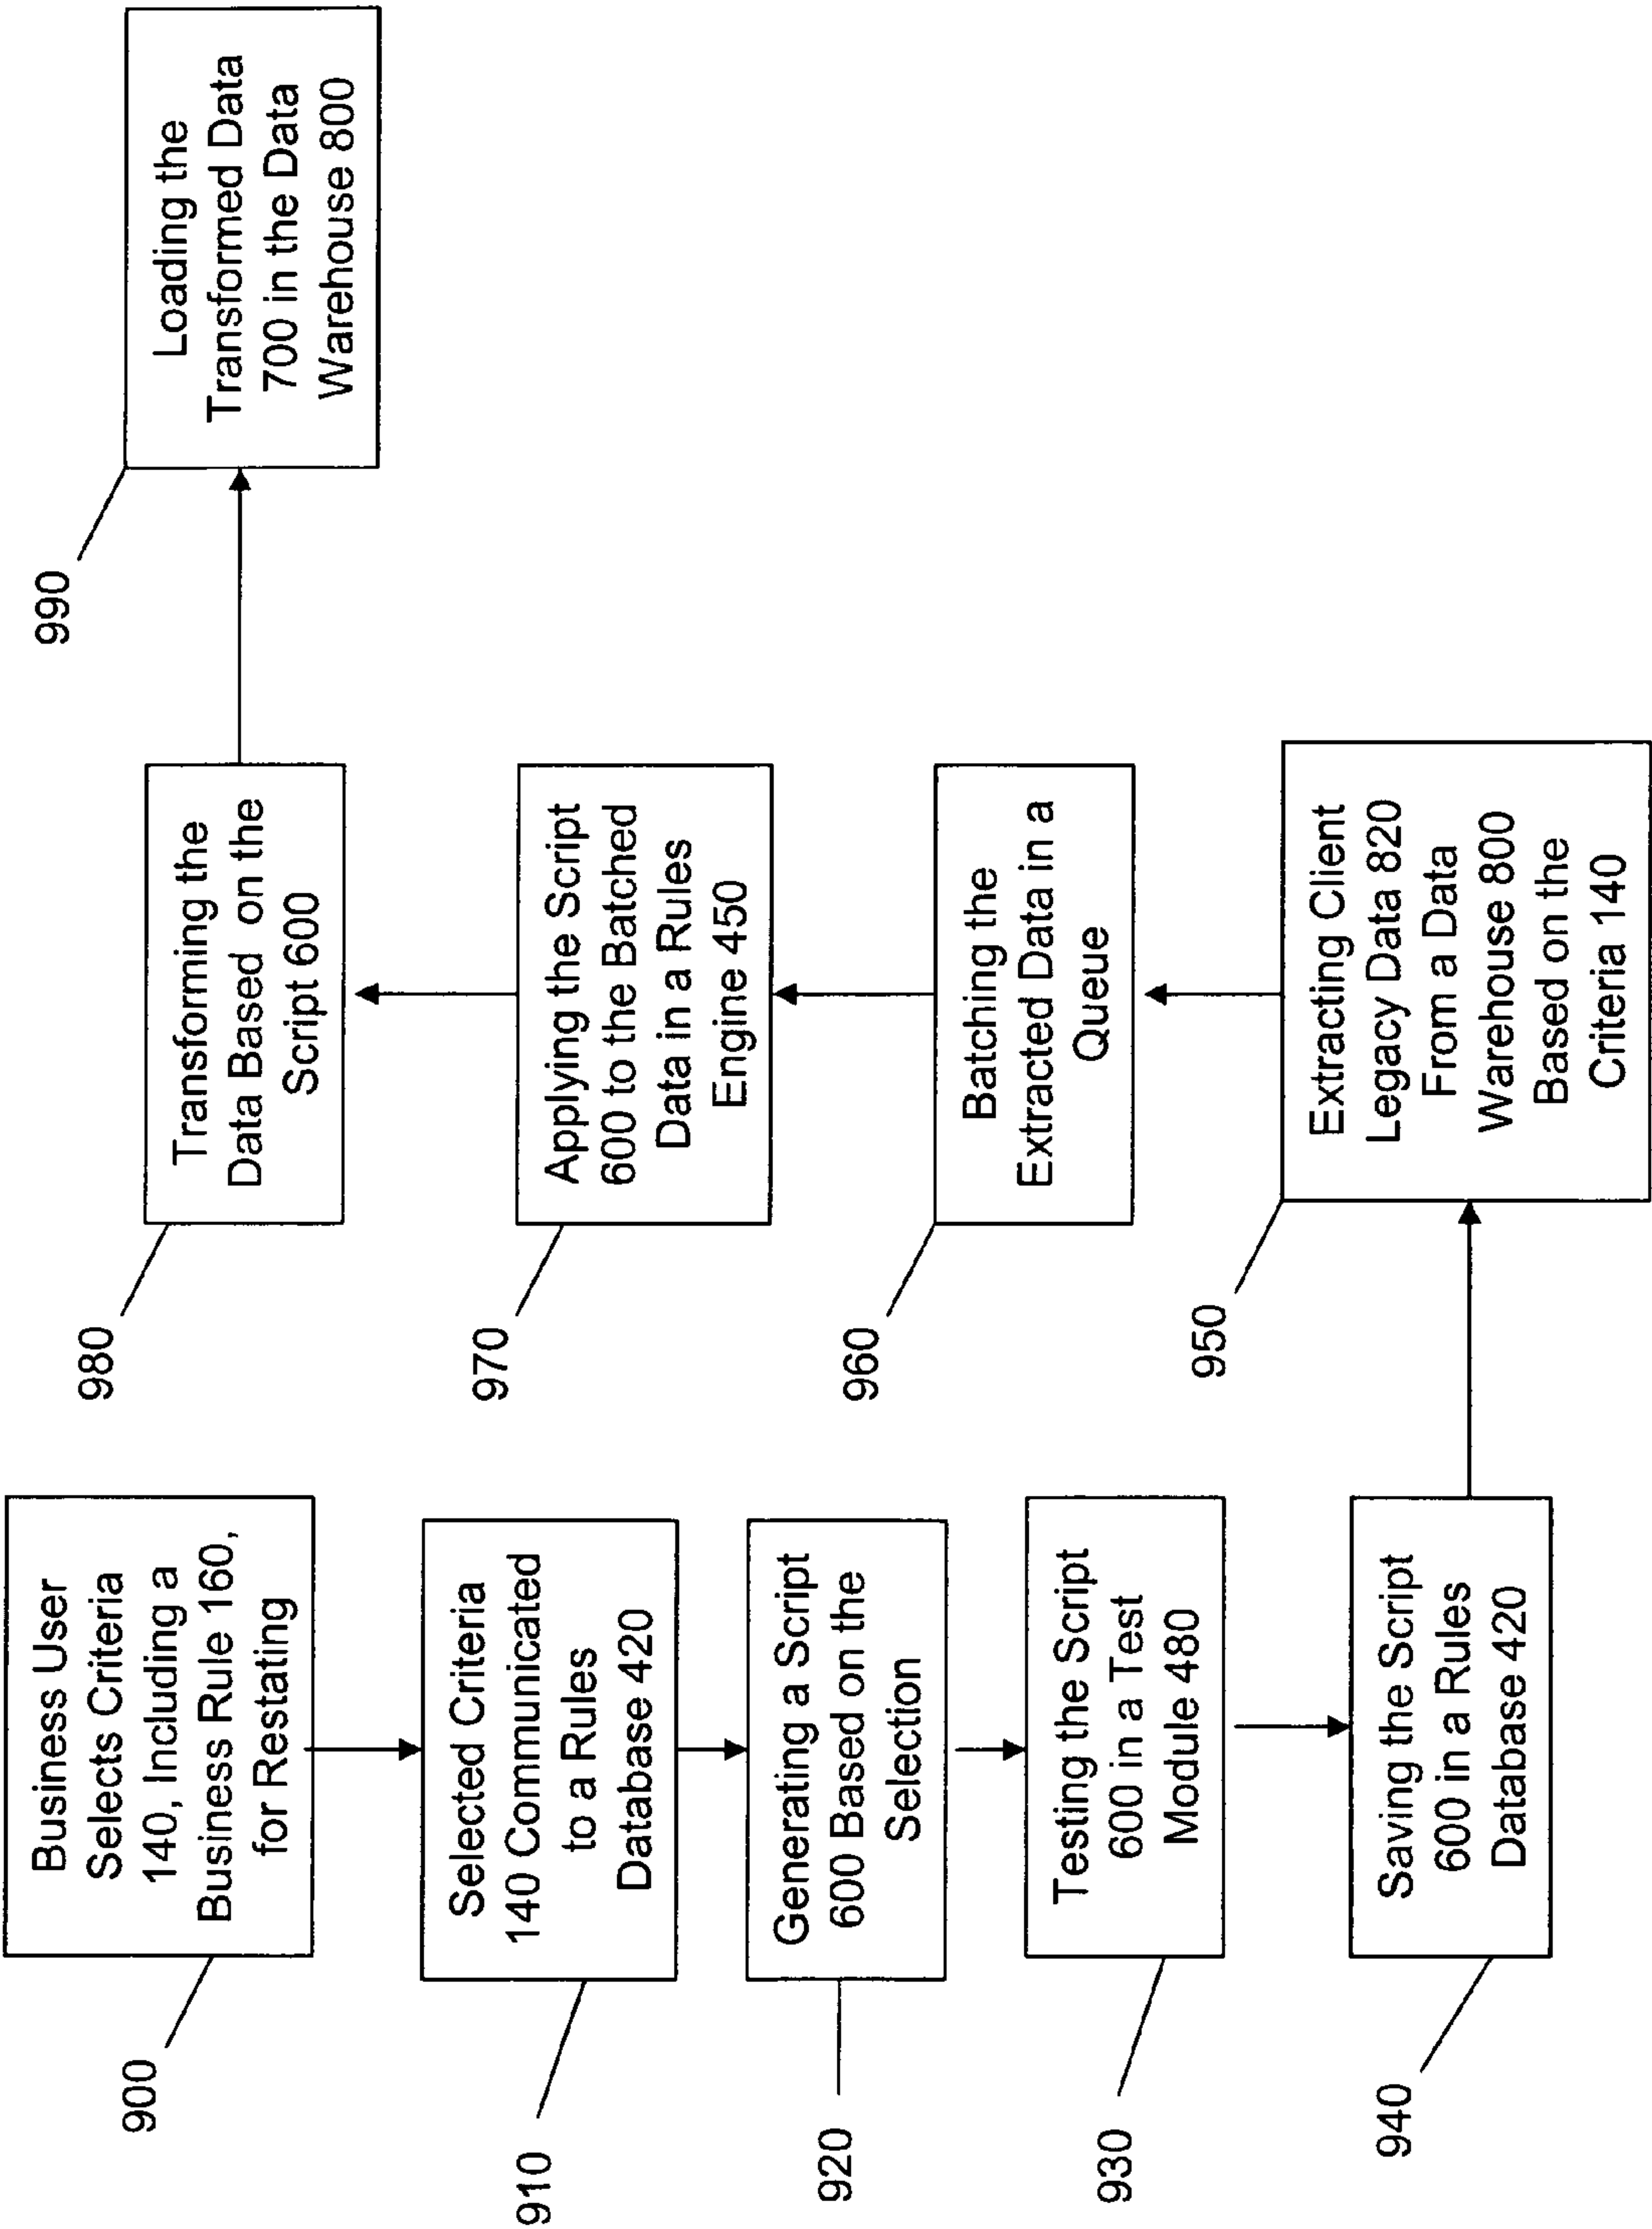 900
Business User
Selects Criteria
140, Including a
Business Rule 160,
for Restating
910
Selected Criteria
140 Communicated
to a Rules
Database 420
920
Generating a Script
600 Based on the
Selection
930
Testing the Script
600 in a Test
Module 480
940
Saving the Script
600 in a Rules
Database 420
950
Extracting Client
Legacy Data 820
From a Data
Warehouse 800
Based on the
Criteria 140
960
Batching the
Extracted Data in a
Queue
970
Applying the Script
600 to the Batched
Data in a Rules
Engine 450
980
Transforming the
Data Based on the
Script 600
990
Loading the
Transformed Data
700 in the Data
Warehouse 800